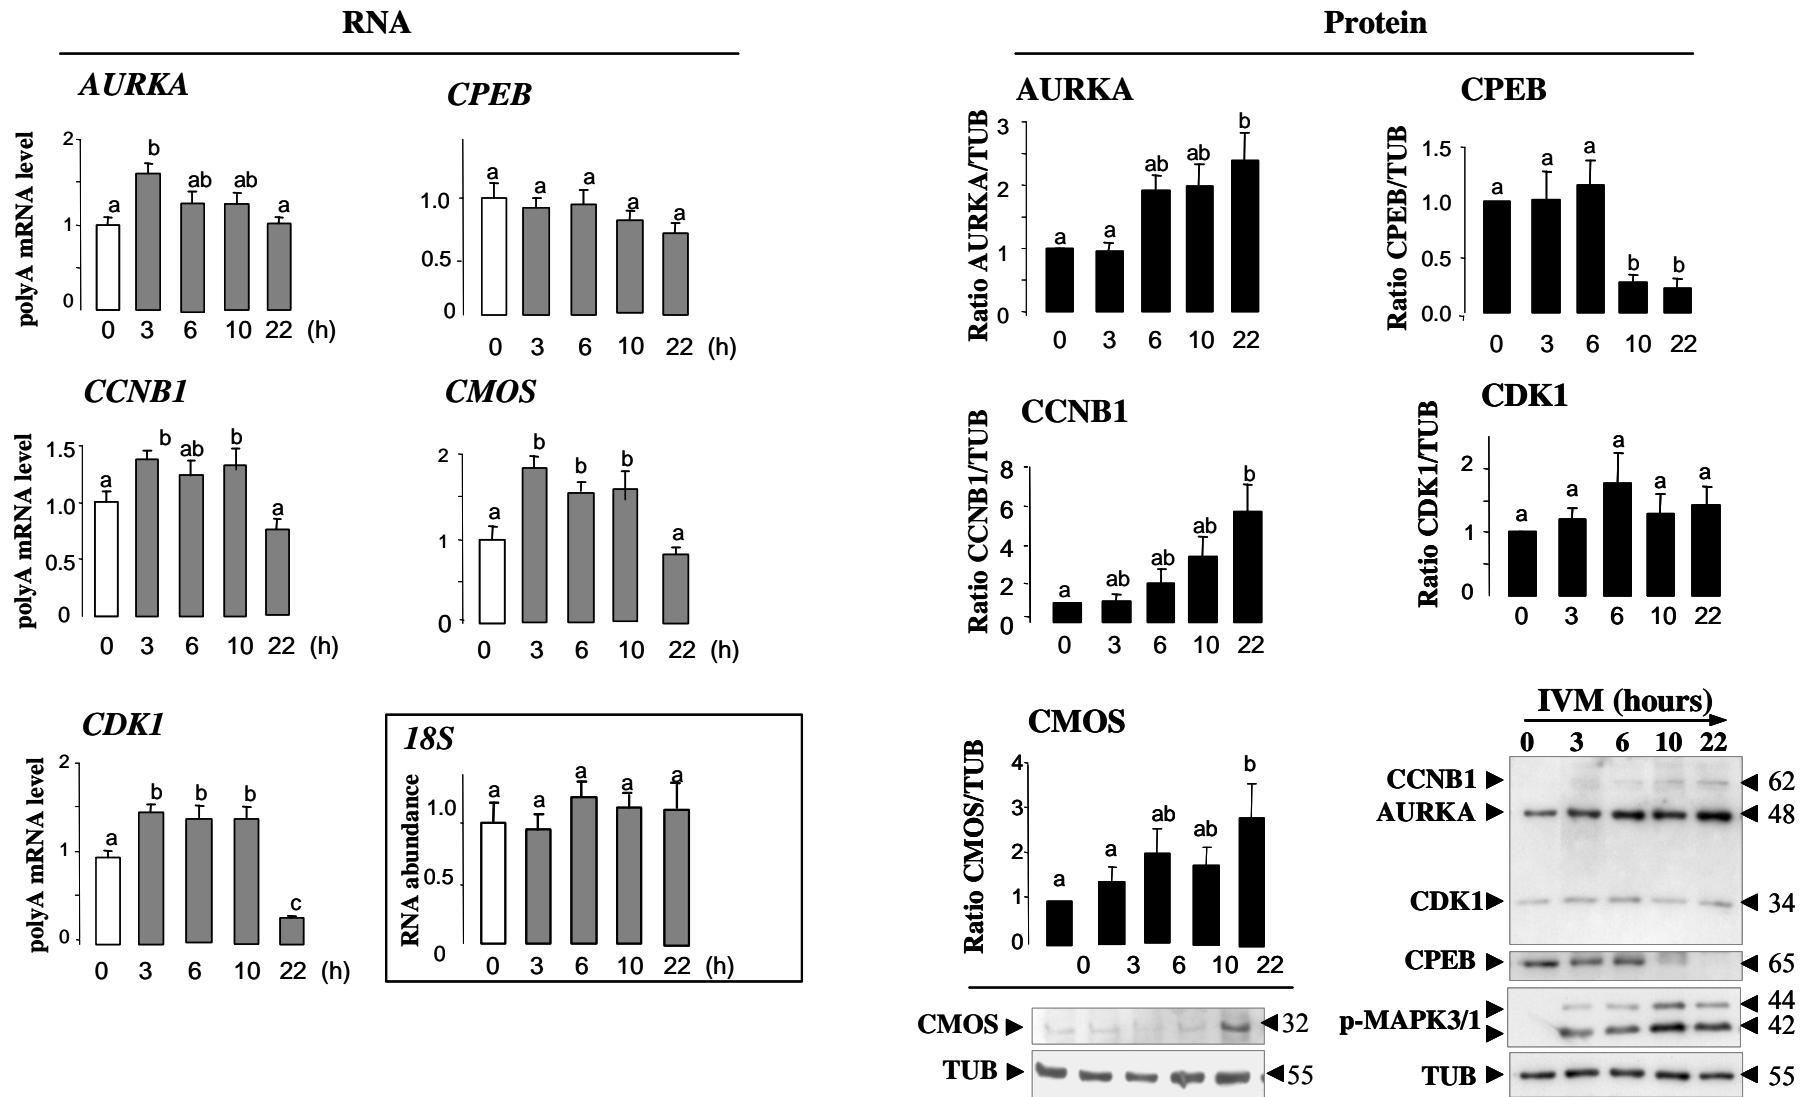 RNA
Protein
AURKA
polyA mRNA level
2
1
0
a
b
ab
ab
a
0 3 6 10 22 (h)
CPEB
1.0
0.5
0
a
a
a
a
a
0 3 6 10 22 (h)
CCNB1
polyA mRNA level
1.5
1.0
0.5
0
a
b
ab
b
a
0 3 6 10 22 (h)
CMOS
2
1
0
a
b
b
b
a
0 3 6 10 22 (h)
CDK1
polyA mRNA level
2
1
0
a
b
b
b
c
0 3 6 10 22 (h)
18S
RNA abundance
1.0
0.5
0
a
a
a
a
a
0 3 6 10 22 (h)
AURKA
Ratio AURKA/TUB
3
2
1
0
a
a
ab
ab
b
0 3 6 10 22
CPEB
Ratio CPEB/TUB
1.5
1.0
0.5
0.0
a
a
a
b
b
0 3 6 10 22
CCNB1
Ratio CCNB1/TUB
8
6
4
2
0
a
ab
ab
ab
b
0 3 6 10 22
CDK1
Ratio CDK1/TUB
2
1
0
a
a
a
a
a
0 3 6 10 22
CMOS
Ratio CMOS/TUB
4
3
2
1
0
a
a
ab
ab
b
0 3 6 10 22
CMOS 32
TUB 55
IVM (hours)
0 3 6 10 22
CCNB1 62
AURKA 48
CDK1 34
CPEB 65
p-MAPK3/1 44
42
TUB 55